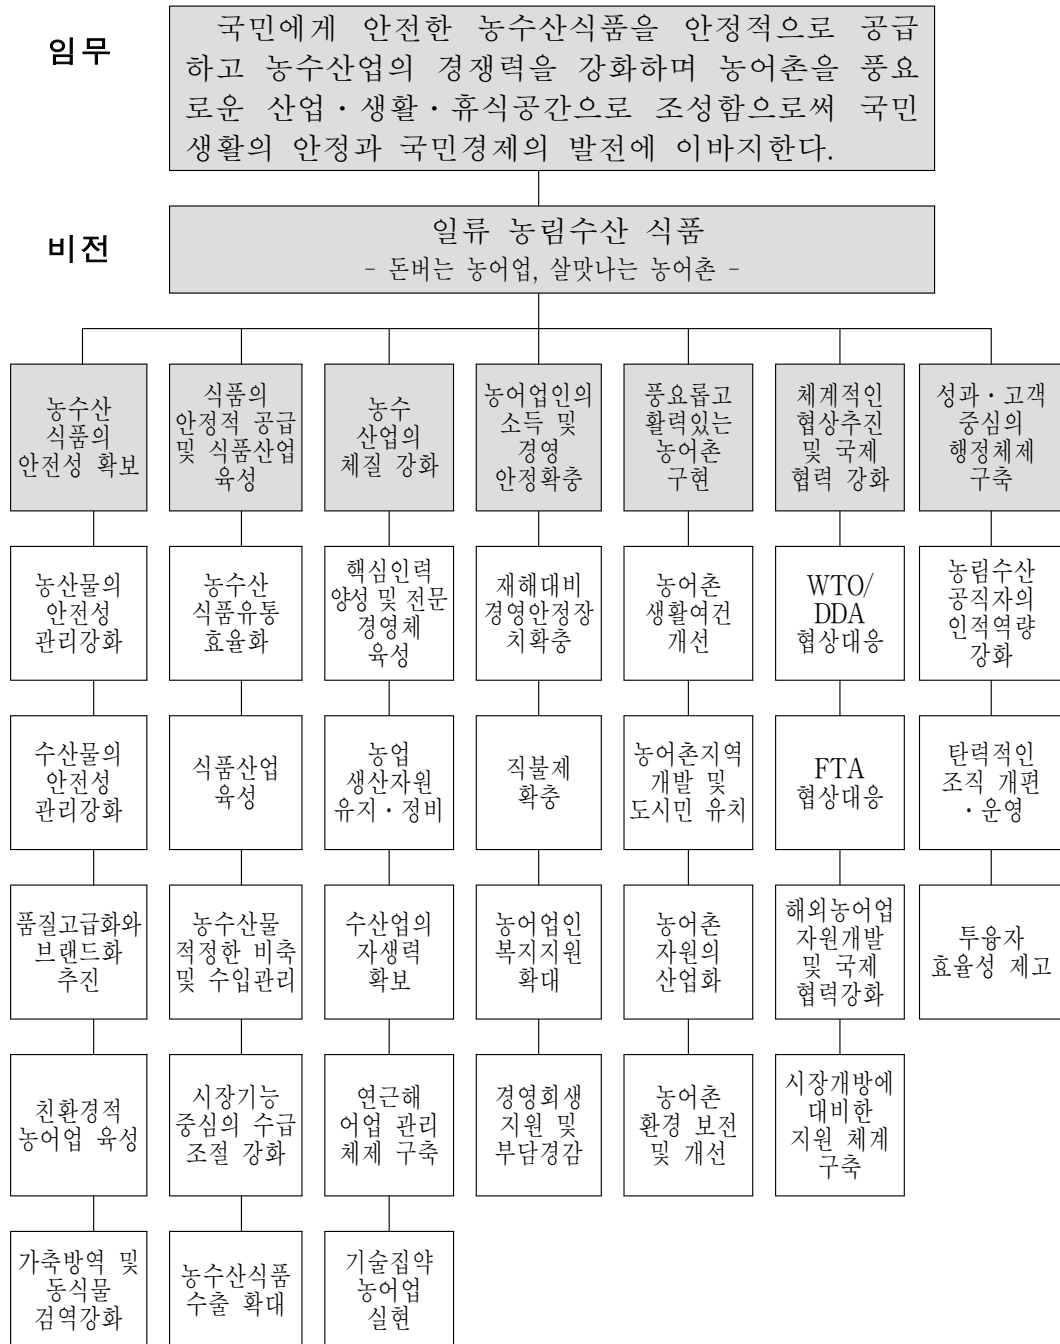 임무
국민에게 안전한 농수산식품을 안정적으로 공급
하고 농수산업의 경쟁력을 강화하며 농어촌을 풍요
로운 산업・생활・휴식공간으로 조성함으로써 국민
생활의 안정과 국민경제의 발전에 이바지한다.
비전
일류 농림수산 식품
- 돈버는 농어업, 살맛나는 농어촌 -
농수산
식품의
안전성 확보
식품의
안정적 공급
및 식품산업
육성
농수
산업의
체질 강화
농어업인의
소득 및
경영
안정확충
풍요롭고
활력있는
농어촌
구현
체계적인
협상추진
및 국제
협력 강화
성과・고객
중심의
행정체제
구축
농산물의
안전성
관리강화
농수산
식품유통
효율화
핵심인력
양성 및 전문
경영체
육성
재해대비
경영안정장
치확충
농어촌
생활여건
개선
WTO/
DDA
협상대응
농림수산
공직자의
인적역량
강화
수산물의
안전성
관리강화
식품산업
육성
농업
생산자원
유지・정비
직불제
확충
농어촌지역
개발 및
도시민 유치
FTA
협상대응
탄력적인
조직 개편
・운영
품질고급화와
브랜드화
추진
농수산물
적정한 비축
및 수입관리
수산업의
자생력
확보
농어업인
복지지원
확대
농어촌
자원의
산업화
해외농어업
자원개발
및 국제
협력강화
투융자
효율성 제고
친환경적
농어업 육성
시장기능
중심의 수급
조절 강화
연근해
어업 관리
체제 구축
경영회생
지원 및
부담경감
농어촌
환경 보전
및 개선
시장개방에
대비한
지원 체계
구축
가축방역 및
동식물
검역강화
농수산식품
수출 확대
기술집약
농어업
실현